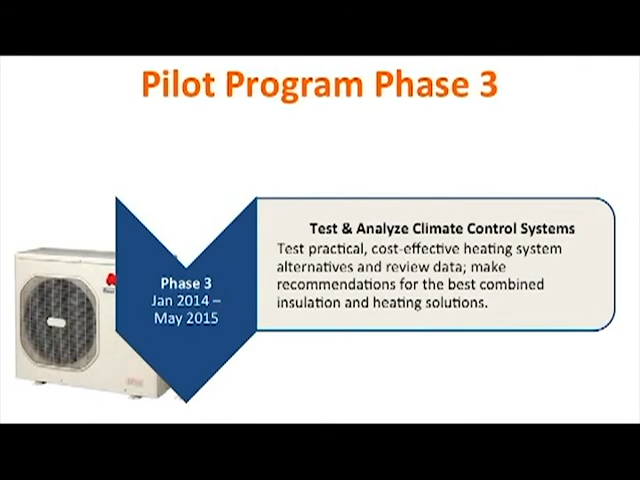 Pilot Program Phase 3
Phase 3
Jan 2014 –
May 2015
Test & Analyze Climate Control Systems
Test practical, cost-effective heating system
alternatives and review data; make
recommendations for the best combined
insulation and heating solutions.